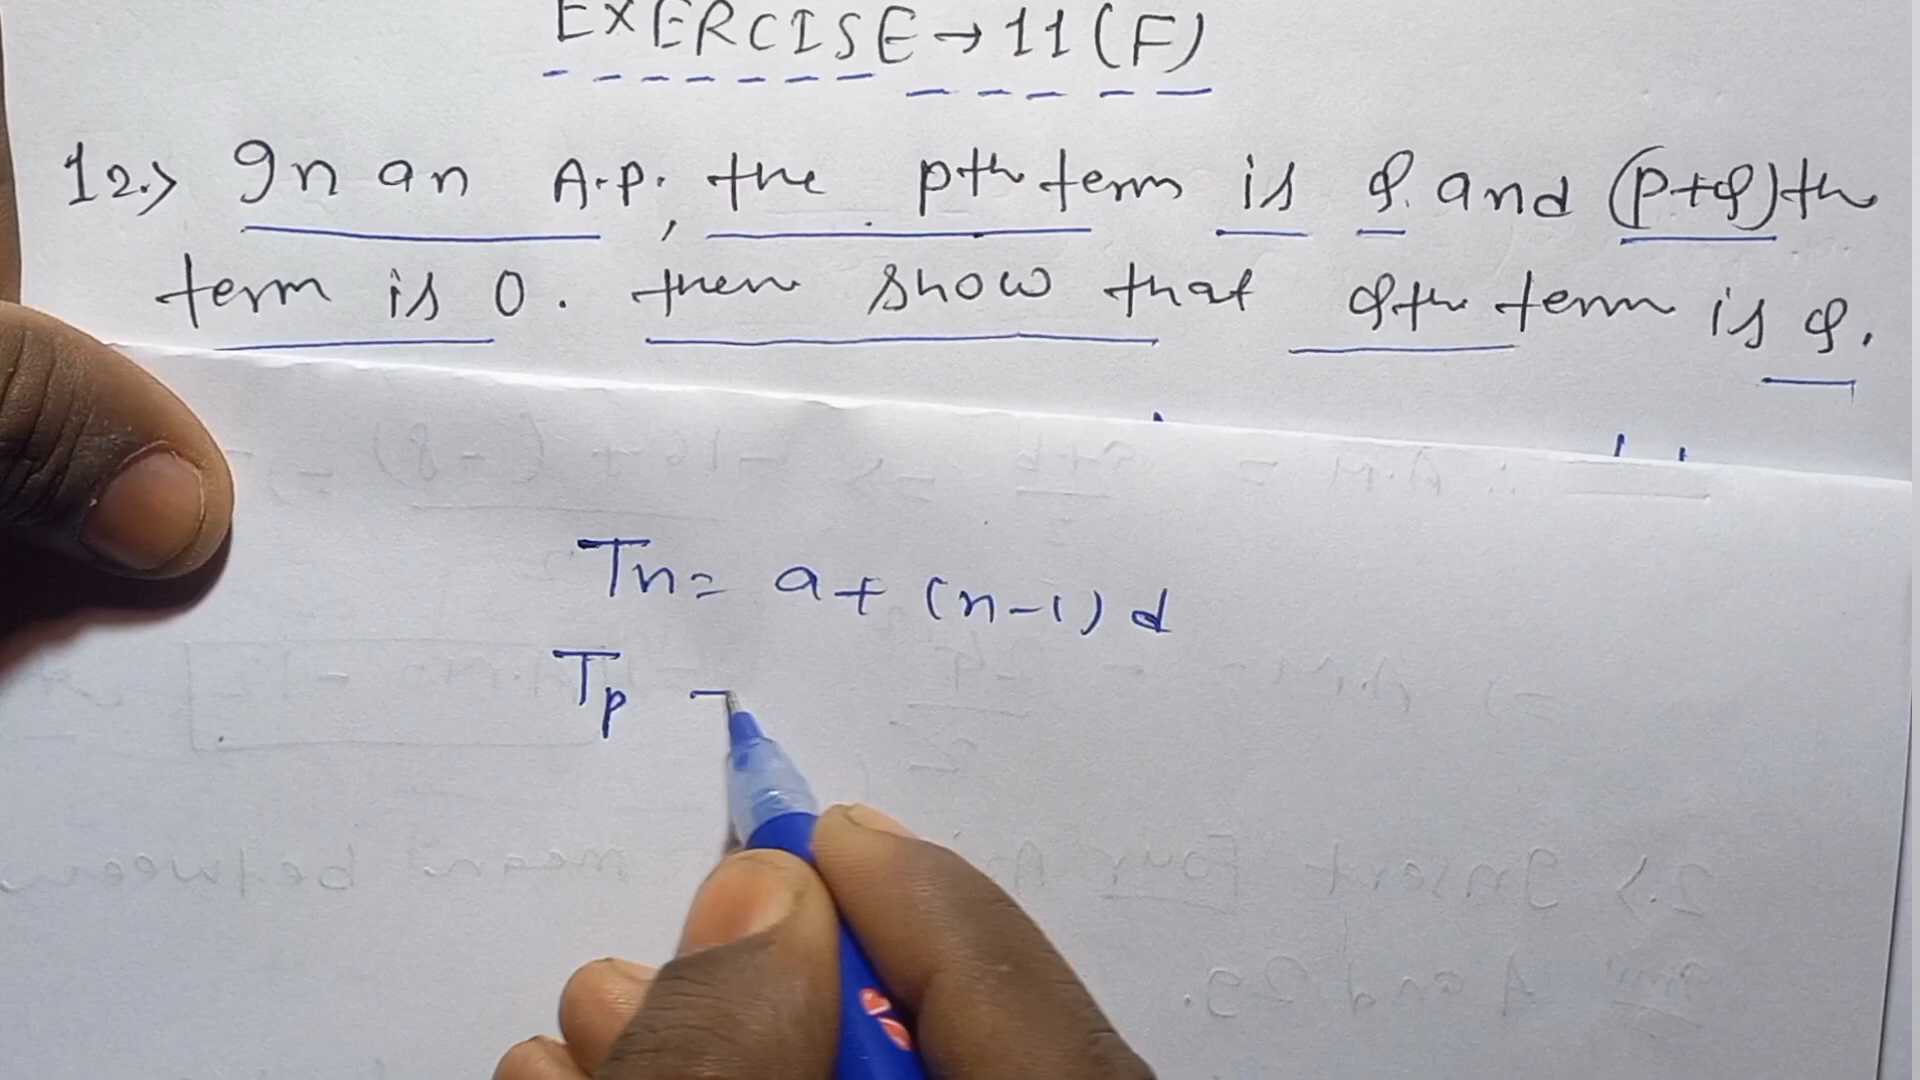 EXERCISE → 11 (F)
12.> In an A.P., the pth term is q and (p+q)th
term is 0. then show that qth term is q.
Tn = a + (n-1) d
Tp -